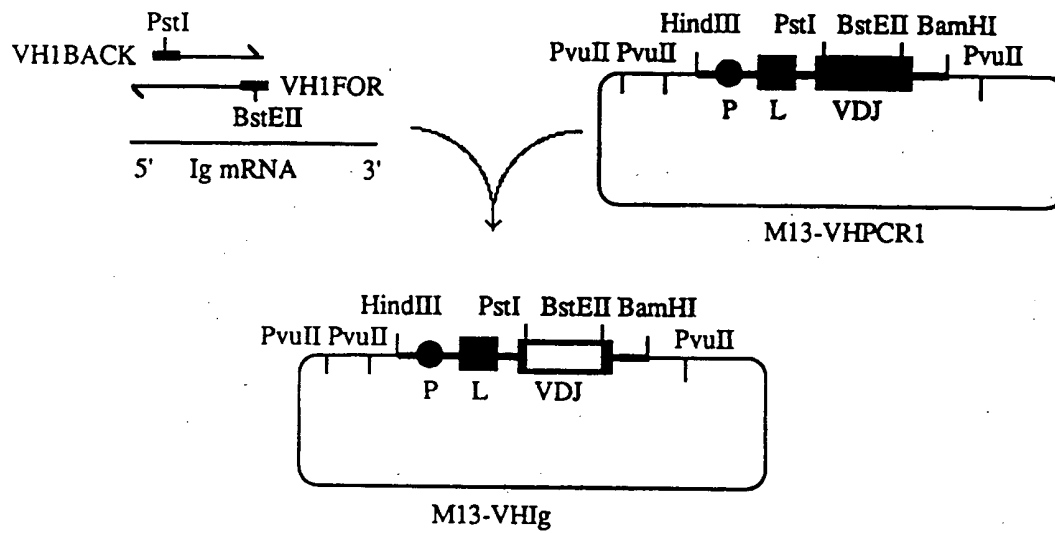 PstI
VH1BACK
VH1FOR
BstEII
5' Ig mRNA 3'
HindIII PstI BstEII BamHI
PvuII PvuII PvuII
P L VDJ
M13-VHPCR1
HindIII PstI BstEII BamHI
PvuII PvuII PvuII
P L VDJ
M13-VHIg